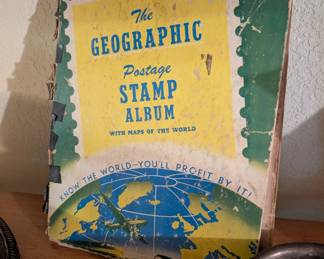 The
GEOGRAPHIC
Postage
STAMP
ALBUM
WITH MAPS OF THE WORLD
KNOW THE WORLD-YOU'LL PROFIT BY IT!